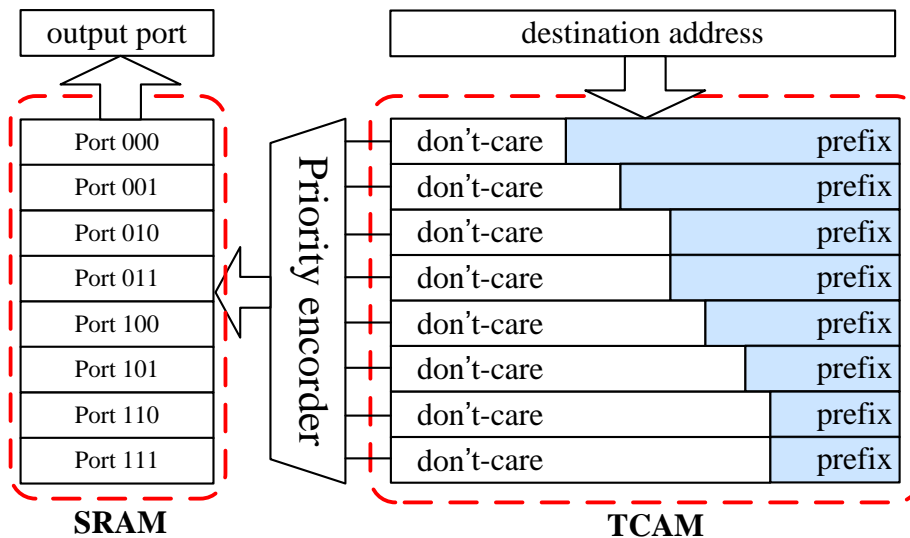 output port
destination address
Port 000
Port 001
Port 010
Port 011
Port 100
Port 101
Port 110
Port 111
Priority encorder
don't-care prefix
don't-care prefix
don't-care prefix
don't-care prefix
don't-care prefix
don't-care prefix
don't-care prefix
don't-care prefix
SRAM
TCAM